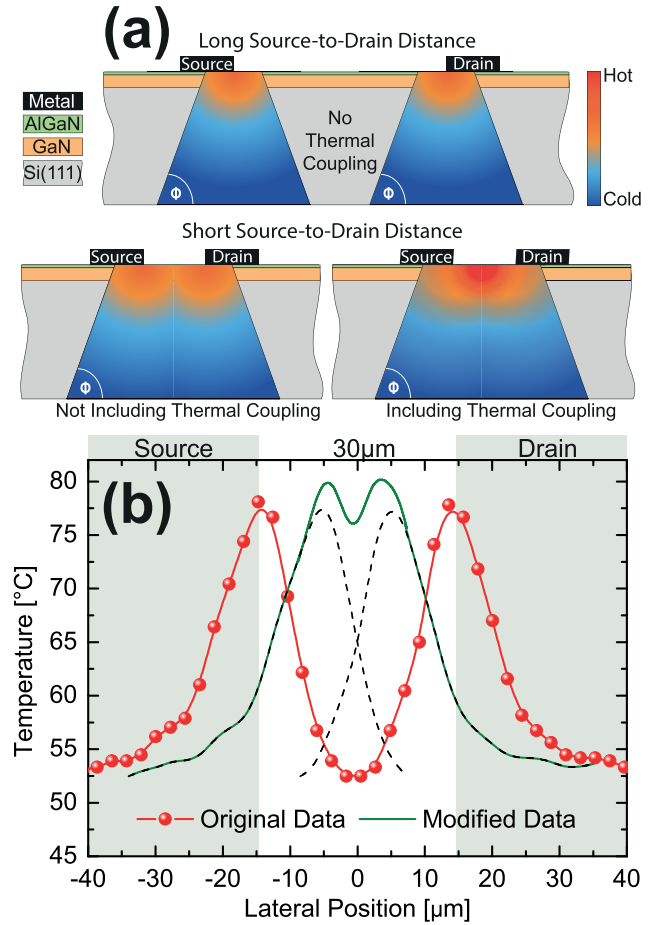 (a)
Long Source-to-Drain Distance
Source
Drain
Metal
AlGaN
GaN
Si(111)
No
Thermal
Coupling
Φ
Φ
Hot
Cold
Short Source-to-Drain Distance
Source
Drain
Source
Drain
Φ
Φ
Not Including Thermal Coupling
Including Thermal Coupling
Source
30µm
Drain
(b)
80
75
70
65
60
55
50
Temperature [°C]
Original Data
Modified Data
-40
-30
-20
-10
0
10
20
30
40
Lateral Position [µm]